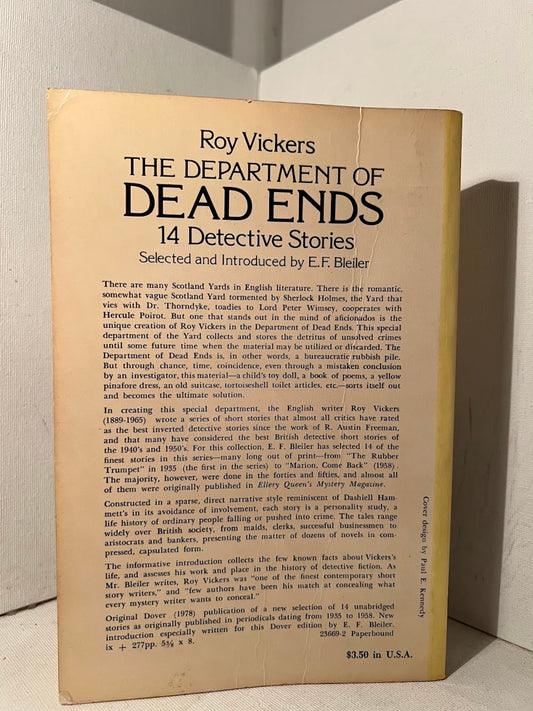 Roy Vickers
THE DEPARTMENT OF
DEAD ENDS
14 Detective Stories
Selected and Introduced by E. F. Bleiler
There are many Scotland Yards in English literature. There is the romantic,
somewhat vague Scotland Yard tormented by Sherlock Holmes, the Yard that
vies with Dr. Thorndyke, toadies to Lord Peter Wimsey, cooperates with
Hercule Poirot. But one that stands out in the mind of aficionados is the
unique creation of Roy Vickers in the Department of Dead Ends. This special
department of the Yard collects and stores the detritus of unsolved crimes
until some future time when the material may be utilized or discarded. The
Department of Dead Ends is, in other words, a bureaucratic rubbish pile.
But through chance, time, coincidence, even through a mistaken conclusion
by an investigator, this material—a child's toy doll, a book of poems, a yellow
pinafore dress, an old suitcase, tortoiseshell toilet articles, etc.—sorts itself out
and becomes the ultimate solution.
In creating this special department, the English writer Roy Vickers
(1889-1965) wrote a series of short stories that almost all critics have rated
as the best inverted detective stories since the work of R. Austin Freeman,
and that many have considered the best British detective short stories of
the 1940's and 1950's. For this collection, E. F. Bleiler has selected 14 of the
finest stories in this series—many long out of print—from "The Rubber
Trumpet" in 1935 (the first in the series) to "Marion, Come Back" (1958).
The majority, however, were done in the forties and fifties, and almost all
of them were originally published in Ellery Queen's Mystery Magazine.
Constructed in a sparse, direct narrative style reminiscent of Dashiell Ham-
mett's in its avoidance of involvement, each story is a personality study, a
life history of ordinary people falling or pushed into crime. The tales range
widely over British society, from maids, clerks, successful businessmen to
aristocrats and bankers, presenting the matter of dozens of novels in com-
pressed, capsulated form.
The informative introduction collects the few known facts about Vickers's
life, and assesses his work and place in the history of detective fiction. As
Mr. Bleiler writes, Roy Vickers was "one of the finest contemporary short
story writers," and "few authors have been his match at concealing what
every mystery writer wants to conceal."
Original Dover (1978) publication of a new selection of 14 unabridged
stories as originally published in periodicals dating from 1935 to 1958. New
introduction especially written for this Dover edition by E. F. Bleiler.
ix + 277pp. 5⅜ x 8. 23669-2 Paperbound
$3.50 in U.S.A.
Cover design by Paul E. Kennedy